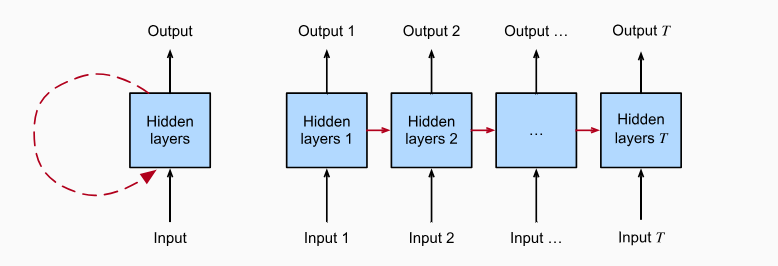 Output
Output 1
Output 2
Output ...
Output T
Hidden
layers
Hidden
layers 1
Hidden
layers 2
...
Hidden
layers T
Input
Input 1
Input 2
Input ...
Input T